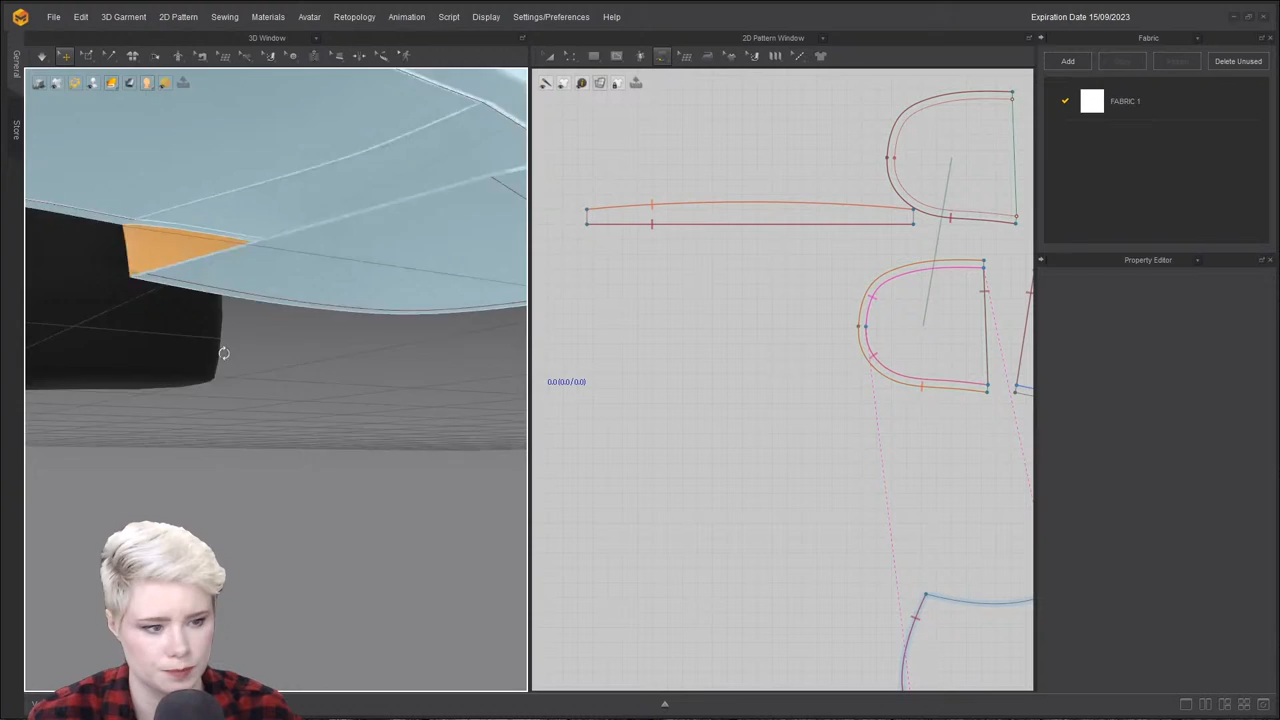 File Edit 3D Garment 2D Pattern Sewing Materials Avatar Retopology Animation Script Display Settings/Preferences Help Expiration Date 15/09/2023
3D Window 2D Pattern Window Fabric
General
Store
Add Delete Unused
FABRIC 1
Property Editor
0.0 (0.0 / 0.0)